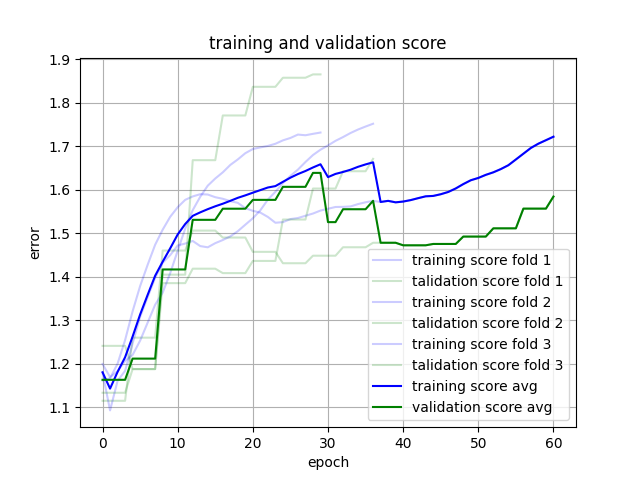 training and validation score
error
1.9
1.8
1.7
1.6
1.5
1.4
1.3
1.2
1.1
training score fold 1
talidation score fold 1
training score fold 2
talidation score fold 2
training score fold 3
talidation score fold 3
training score avg
validation score avg
0 10 20 30 40 50 60
epoch